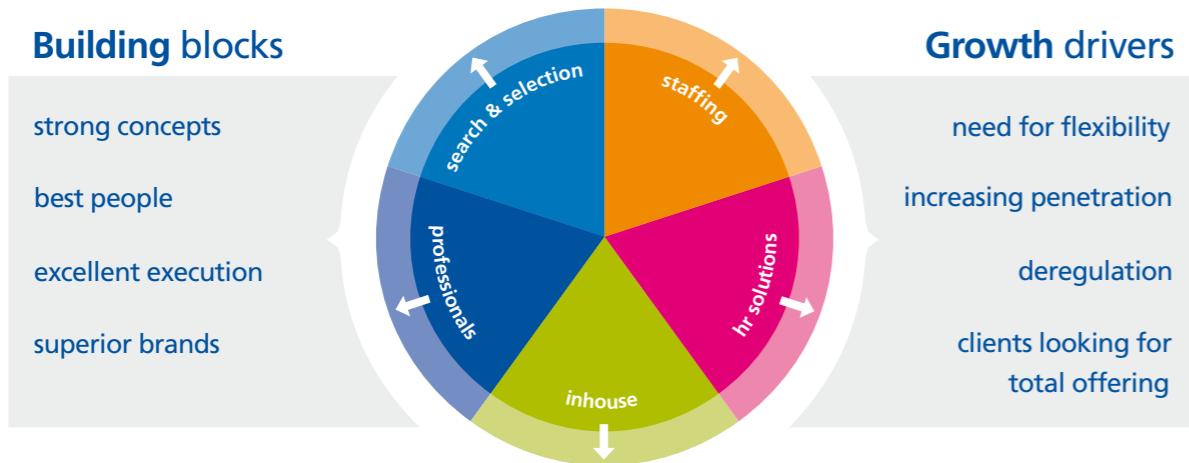 Building blocks
strong concepts
best people
excellent execution
superior brands
search & selection
staffing
professionals
hr solutions
inhouse
Growth drivers
need for flexibility
increasing penetration
deregulation
clients looking for
total offering